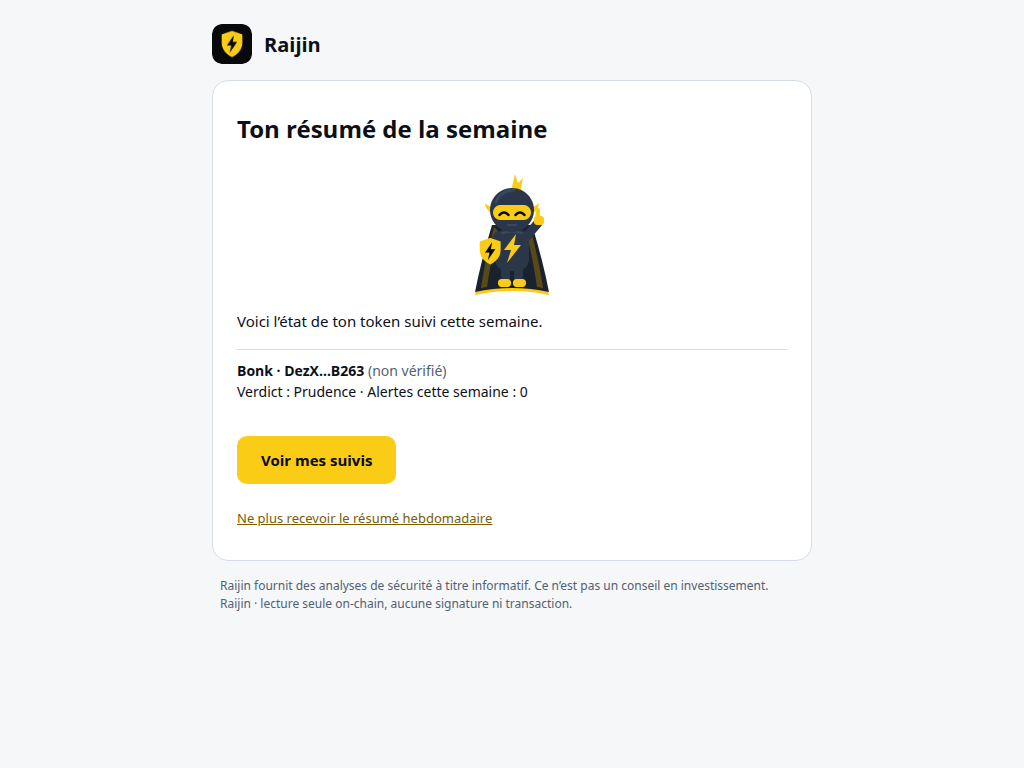 Raijin
Ton résumé de la semaine
Voici l’état de ton token suivi cette semaine.
Bonk · DezX…B263 (non vérifié)
Verdict : Prudence · Alertes cette semaine : 0
Voir mes suivis
Ne plus recevoir le résumé hebdomadaire
Raijin fournit des analyses de sécurité à titre informatif. Ce n’est pas un conseil en investissement.
Raijin · lecture seule on-chain, aucune signature ni transaction.